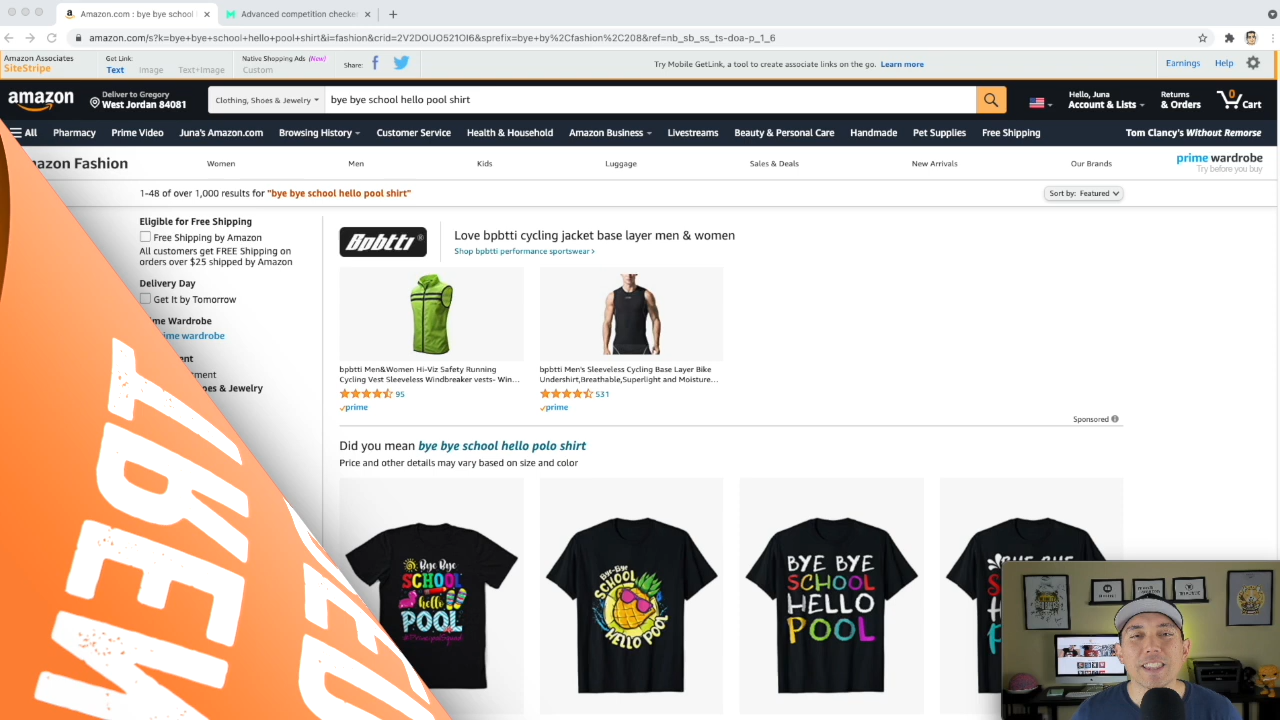 Amazon.com : bye bye school
Advanced competition checke
amazon.com/s?k=bye+bye+school+hello+pool+shirt&i=fashion&crid=2V2DOUO521OI6&sprefix=bye+by%2Cfashion%2C208&ref=nb_sb_ss_ts-doa-p_1_6
Amazon Associates
SiteStripe
Get Link:
Text Image Text+Image
Native Shopping Ads (New)
Custom
Share:
Try Mobile GetLink, a tool to create associate links on the go. Learn more
Earnings Help
amazon
Deliver to Gregory
West Jordan 84081
Clothing, Shoes & Jewelry
bye bye school hello pool shirt
Hello, Juna
Account & Lists
Returns
& Orders
0
Cart
All Pharmacy Prime Video Juna's Amazon.com Browsing History Customer Service Health & Household Amazon Business Livestreams Beauty & Personal Care Handmade Pet Supplies Free Shipping
Tom Clancy's Without Remorse
azon Fashion
Women Men Kids Luggage Sales & Deals New Arrivals Our Brands
prime wardrobe
Try before you buy
1-48 of over 1,000 results for "bye bye school hello pool shirt"
Sort by: Featured
Eligible for Free Shipping
Free Shipping by Amazon
All customers get FREE Shipping on
orders over $25 shipped by Amazon
Delivery Day
Get It by Tomorrow
me Wardrobe
ime wardrobe
ent
tment
oes & Jewelry
Bpbtti®
Love bpbtti cycling jacket base layer men & women
Shop bpbtti performance sportswear ›
bpbtti Men&Women Hi-Viz Safety Running
Cycling Vest Sleeveless Windbreaker vests- Win...
95
prime
bpbtti Men's Sleeveless Cycling Base Layer Bike
Undershirt,Breathable,Superlight and Moisture...
531
prime
Sponsored
Did you mean bye bye school hello polo shirt
Price and other details may vary based on size and color
Bye Bye
SCHOOL
hello
POOL
BYE-BYE
SCHOOL
HELLO POOL
BYE BYE
SCHOOL
HELLO
POOL
BYE BYE
TREN